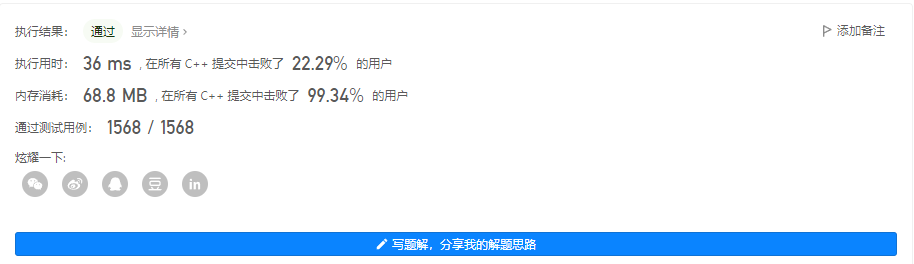 执行结果： 通过 显示详情 › 添加备注
执行用时： 36 ms , 在所有 C++ 提交中击败了 22.29% 的用户
内存消耗： 68.8 MB , 在所有 C++ 提交中击败了 99.34% 的用户
通过测试用例： 1568 / 1568
炫耀一下:
豆 in
写题解，分享我的解题思路